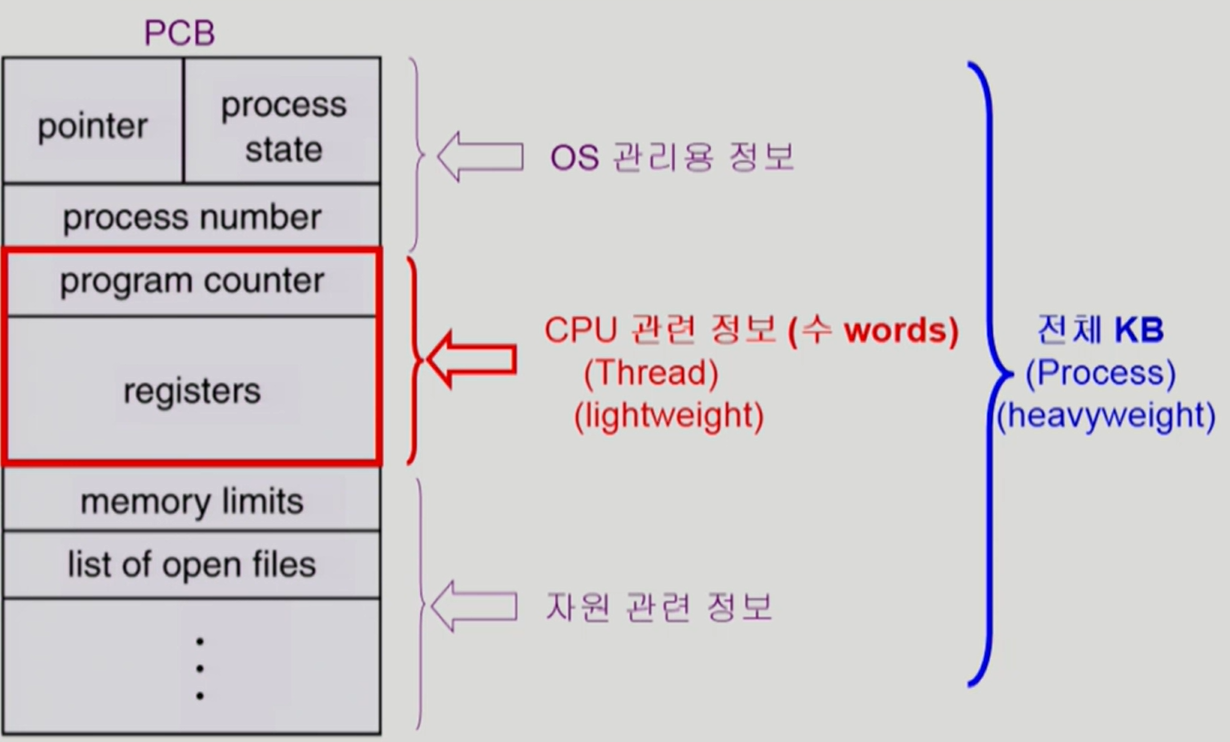 PCB
pointer
process
state
process number
program counter
registers
memory limits
list of open files
OS 관리용 정보
CPU 관련 정보 (수 words)
(Thread)
(lightweight)
자원 관련 정보
전체 KB
(Process)
(heavyweight)